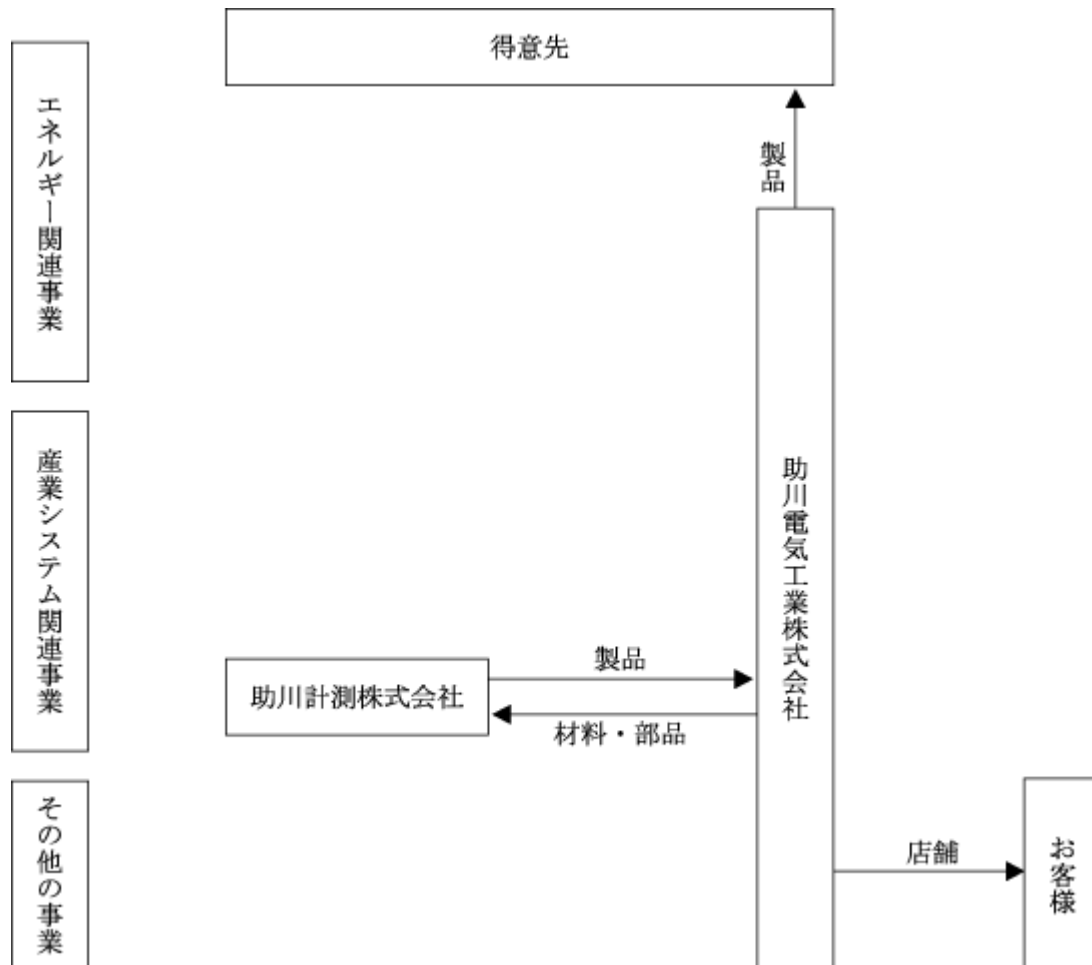 得意先
エネルギー関連事業
製品
産業システム関連事業
助川電気工業株式会社
製品
助川計測株式会社
材料・部品
その他の事業
店舗
お客様